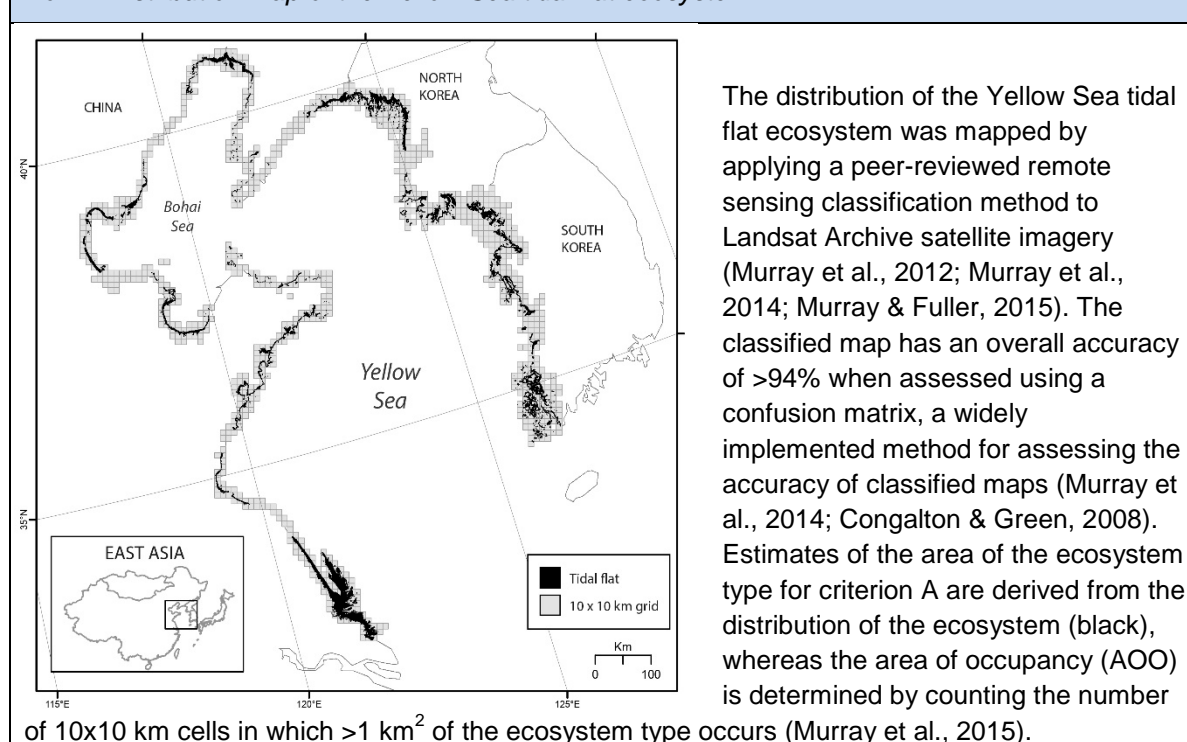 CHINA
NORTH
KOREA
40°N
Bohai
Sea
SOUTH
KOREA
Yellow
Sea
35°N
EAST ASIA
Tidal flat
10 x 10 km grid
Km
0 100
115°E 120°E 125°E
The distribution of the Yellow Sea tidal
flat ecosystem was mapped by
applying a peer-reviewed remote
sensing classification method to
Landsat Archive satellite imagery
(Murray et al., 2012; Murray et al.,
2014; Murray & Fuller, 2015). The
classified map has an overall accuracy
of >94% when assessed using a
confusion matrix, a widely
implemented method for assessing the
accuracy of classified maps (Murray et
al., 2014; Congalton & Green, 2008).
Estimates of the area of the ecosystem
type for criterion A are derived from the
distribution of the ecosystem (black),
whereas the area of occupancy (AOO)
is determined by counting the number
of 10x10 km cells in which >1 km² of the ecosystem type occurs (Murray et al., 2015).